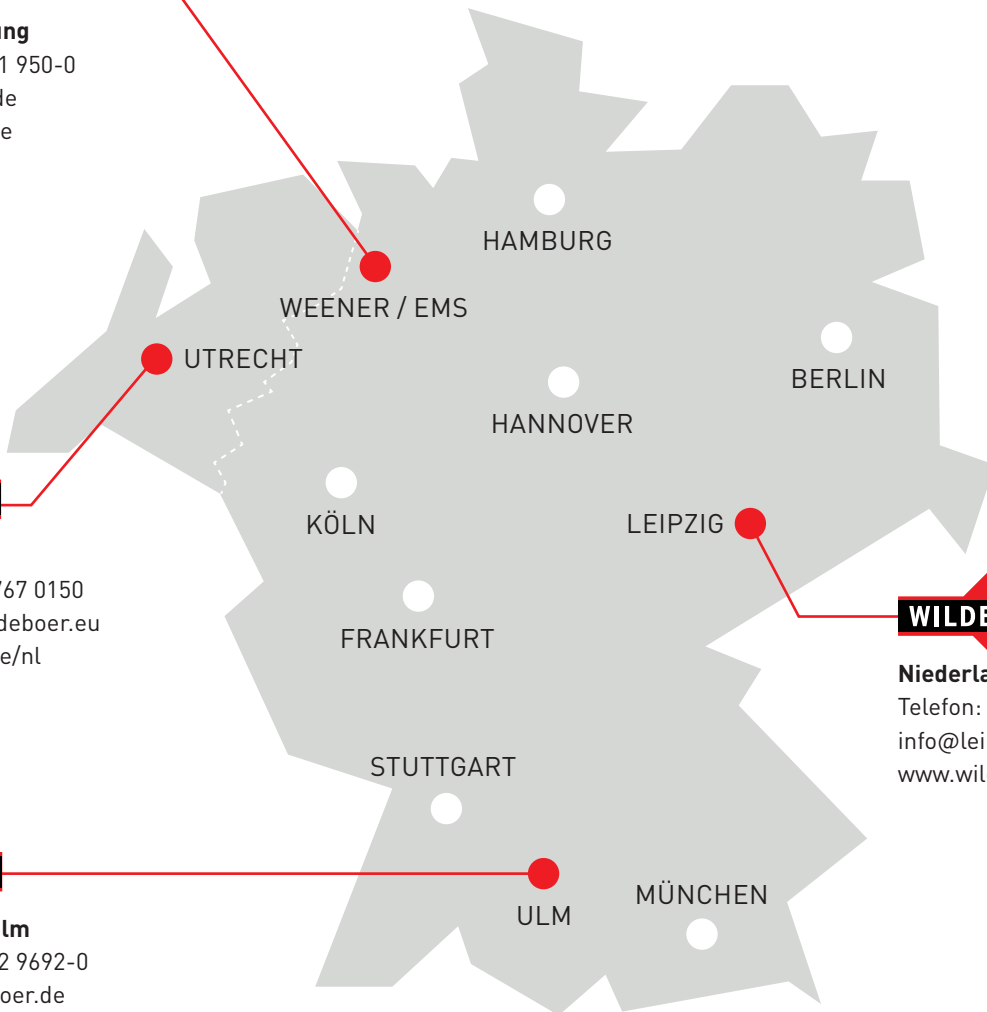 ng
1 950-0
de
e
HAMBURG
WEENER / EMS
UTRECHT
BERLIN
HANNOVER
KÖLN
LEIPZIG
767 0150
deboer.eu
e/nl
FRANKFURT
WILDE
Niederla
Telefon:
info@lei
www.wil
STUTTGART
ULM
MÜNCHEN
lm
2 9692-0
oer.de